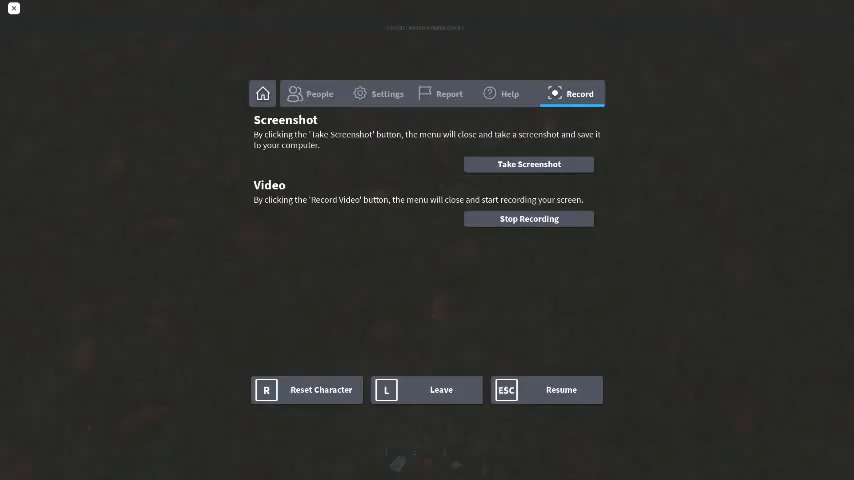 People Settings Report Help Record
Screenshot
By clicking the 'Take Screenshot' button, the menu will close and take a screenshot and save it
to your computer.
Take Screenshot
Video
By clicking the 'Record Video' button, the menu will close and start recording your screen.
Stop Recording
R Reset Character L Leave ESC Resume